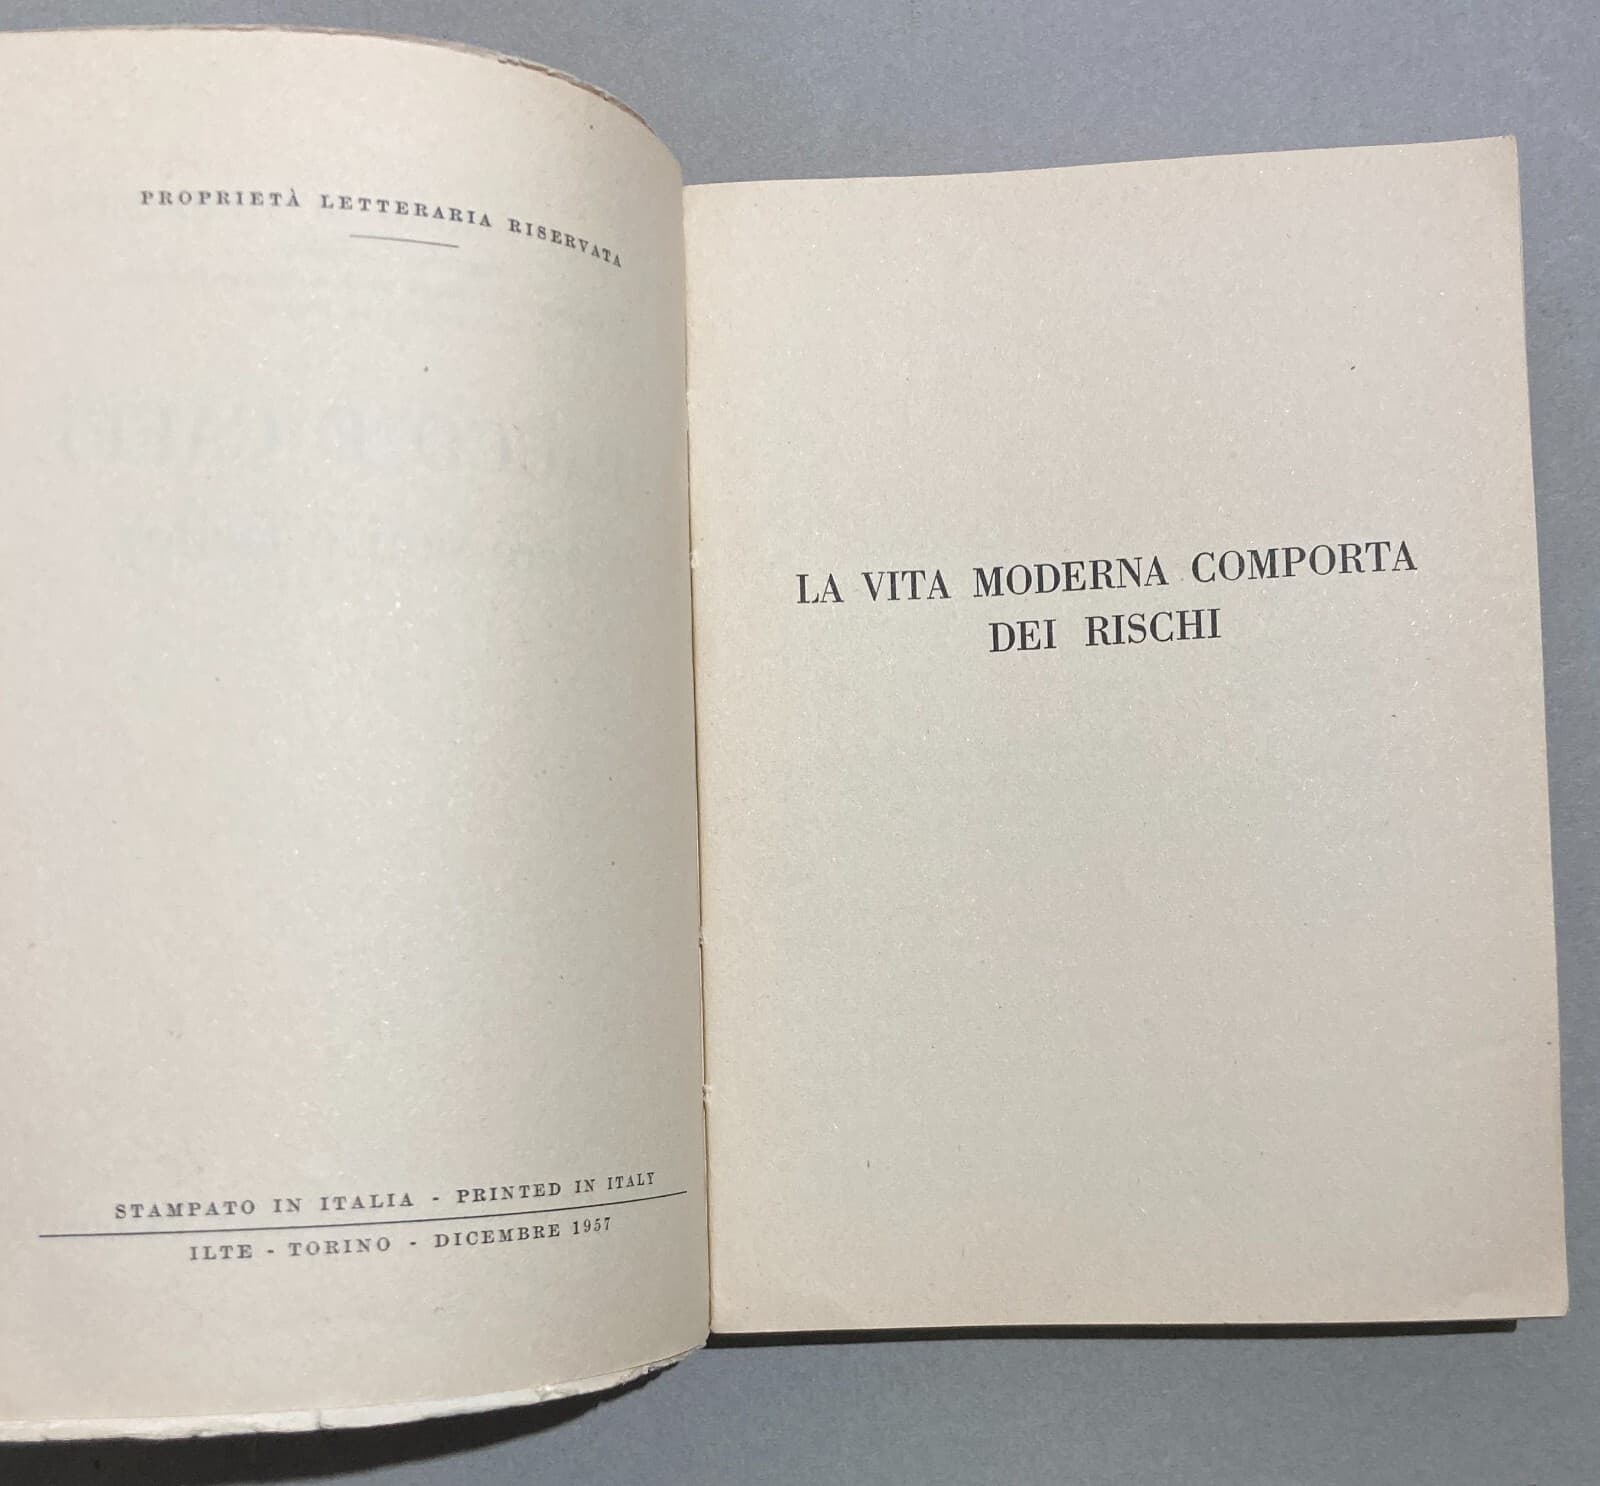 PROPRIETÀ LETTERARIA RISERVATA
STAMPATO IN ITALIA - PRINTED IN ITALY
ILTE - TORINO - DICEMBRE 1957
LA VITA MODERNA COMPORTA
DEI RISCHI